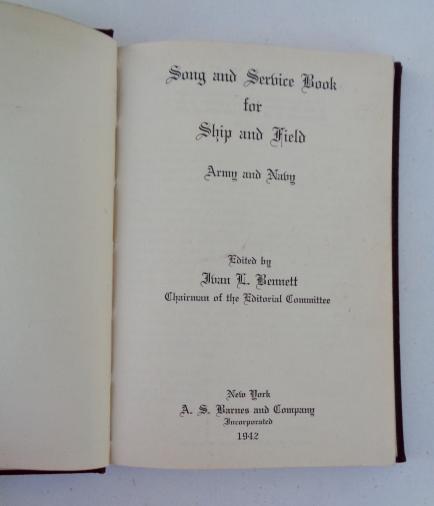 Song and Service Book
for
Ship and Field
Army and Navy
Edited by
Ivan L. Bennett
Chairman of the Editorial Committee
New York
A. S. Barnes and Company
Incorporated
1942